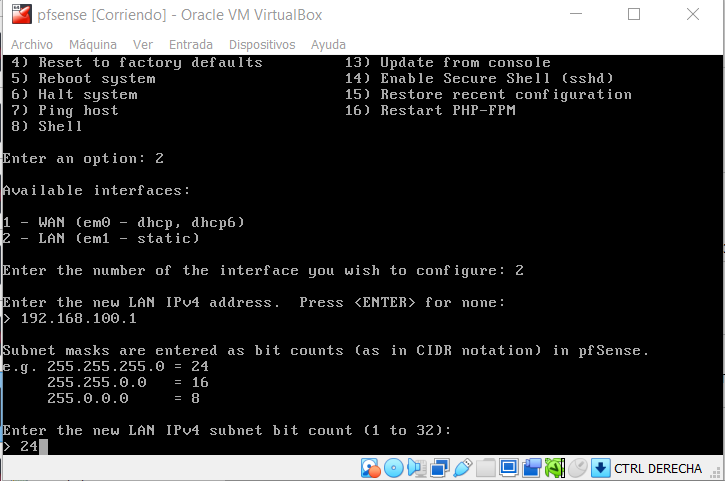 pfsense [Corriendo] - Oracle VM VirtualBox
Archivo Máquina Ver Entrada Dispositivos Ayuda
4) Reset to factory defaults 13) Update from console
5) Reboot system 14) Enable Secure Shell (sshd)
6) Halt system 15) Restore recent configuration
7) Ping host 16) Restart PHP-FPM
8) Shell
Enter an option: 2
Available interfaces:
1 - WAN (em0 - dhcp, dhcp6)
2 - LAN (em1 - static)
Enter the number of the interface you wish to configure: 2
Enter the new LAN IPv4 address. Press <ENTER> for none:
> 192.168.100.1
Subnet masks are entered as bit counts (as in CIDR notation) in pfSense.
e.g. 255.255.255.0 = 24
255.255.0.0 = 16
255.0.0.0 = 8
Enter the new LAN IPv4 subnet bit count (1 to 32):
> 24
CTRL DERECHA